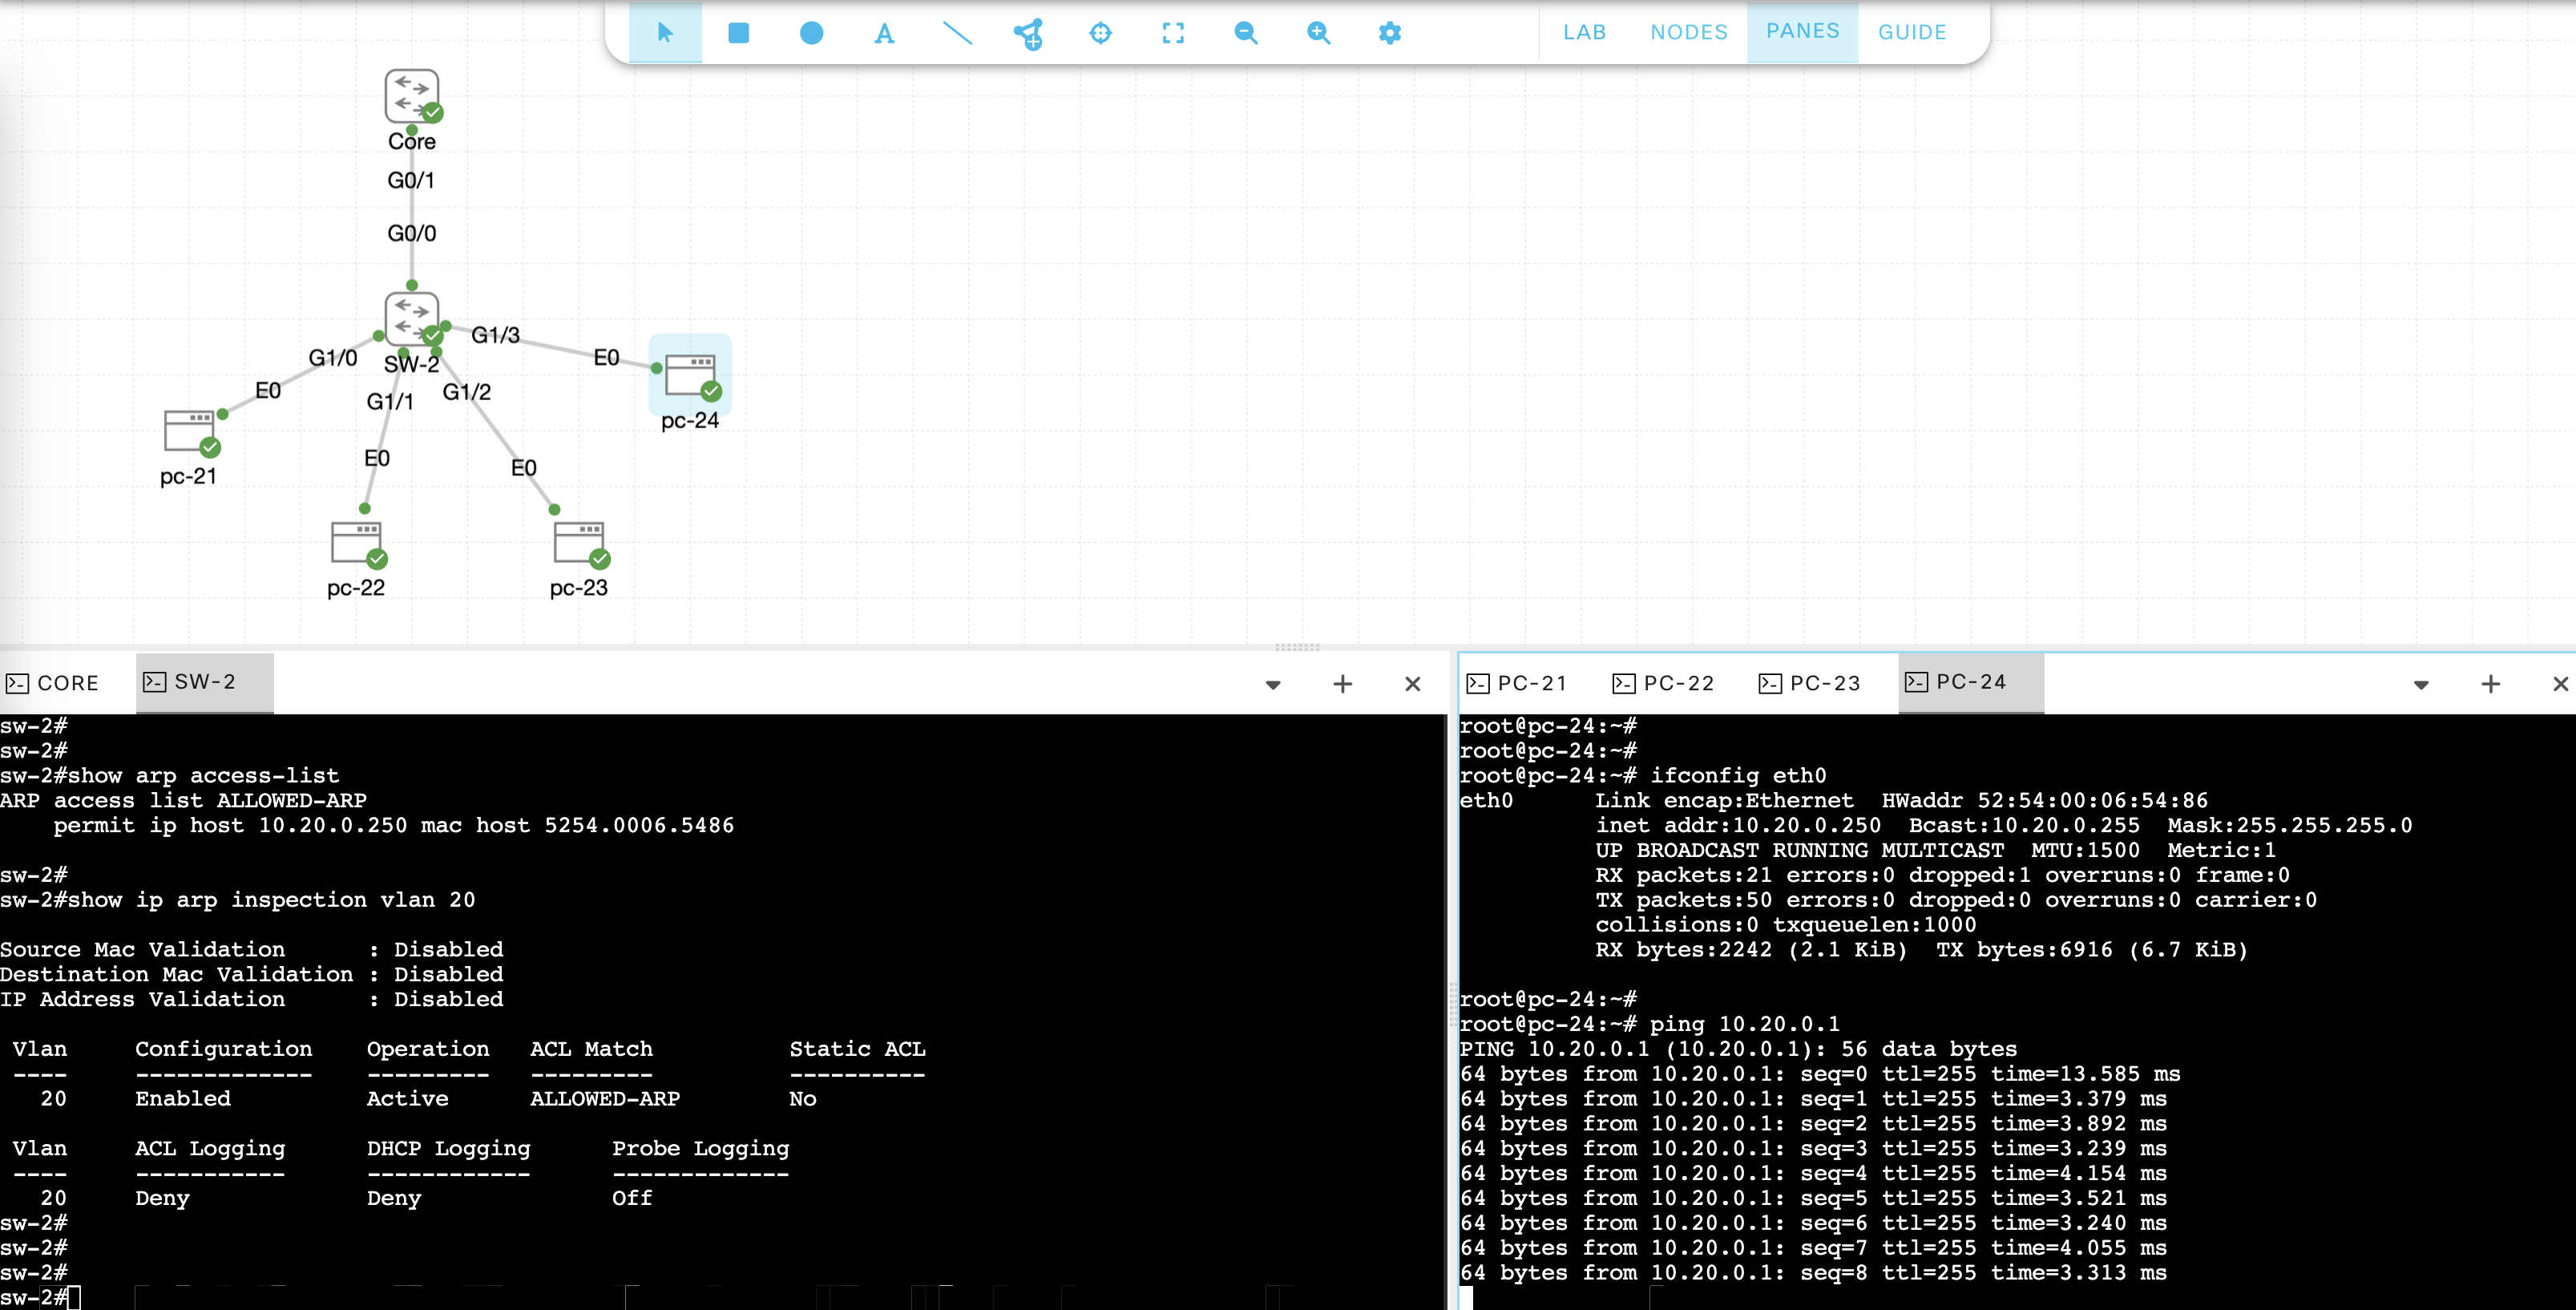 LAB NODES PANES GUIDE
Core
G0/1
G0/0
G1/3
E0
G1/0
SW-2
E0
G1/1
G1/2
pc-24
E0
E0
pc-21
pc-22
pc-23
CORE SW-2
PC-21 PC-22 PC-23 PC-24
sw-2#
sw-2#
sw-2#show arp access-list
ARP access list ALLOWED-ARP
    permit ip host 10.20.0.250 mac host 5254.0006.5486
sw-2#
sw-2#show ip arp inspection vlan 20
Source Mac Validation      : Disabled
Destination Mac Validation : Disabled
IP Address Validation      : Disabled
 Vlan     Configuration    Operation   ACL Match          Static ACL
 ----     -------------    ---------   ---------          ----------
   20     Enabled          Active      ALLOWED-ARP        No
 Vlan     ACL Logging      DHCP Logging      Probe Logging
 ----     -----------      ------------      -------------
   20     Deny             Deny              Off
sw-2#
sw-2#
sw-2#
sw-2#
root@pc-24:~#
root@pc-24:~#
root@pc-24:~# ifconfig eth0
eth0      Link encap:Ethernet  HWaddr 52:54:00:06:54:86
          inet addr:10.20.0.250  Bcast:10.20.0.255  Mask:255.255.255.0
          UP BROADCAST RUNNING MULTICAST  MTU:1500  Metric:1
          RX packets:21 errors:0 dropped:1 overruns:0 frame:0
          TX packets:50 errors:0 dropped:0 overruns:0 carrier:0
          collisions:0 txqueuelen:1000
          RX bytes:2242 (2.1 KiB)  TX bytes:6916 (6.7 KiB)
root@pc-24:~#
root@pc-24:~# ping 10.20.0.1
PING 10.20.0.1 (10.20.0.1): 56 data bytes
64 bytes from 10.20.0.1: seq=0 ttl=255 time=13.585 ms
64 bytes from 10.20.0.1: seq=1 ttl=255 time=3.379 ms
64 bytes from 10.20.0.1: seq=2 ttl=255 time=3.892 ms
64 bytes from 10.20.0.1: seq=3 ttl=255 time=3.239 ms
64 bytes from 10.20.0.1: seq=4 ttl=255 time=4.154 ms
64 bytes from 10.20.0.1: seq=5 ttl=255 time=3.521 ms
64 bytes from 10.20.0.1: seq=6 ttl=255 time=3.240 ms
64 bytes from 10.20.0.1: seq=7 ttl=255 time=4.055 ms
64 bytes from 10.20.0.1: seq=8 ttl=255 time=3.313 ms